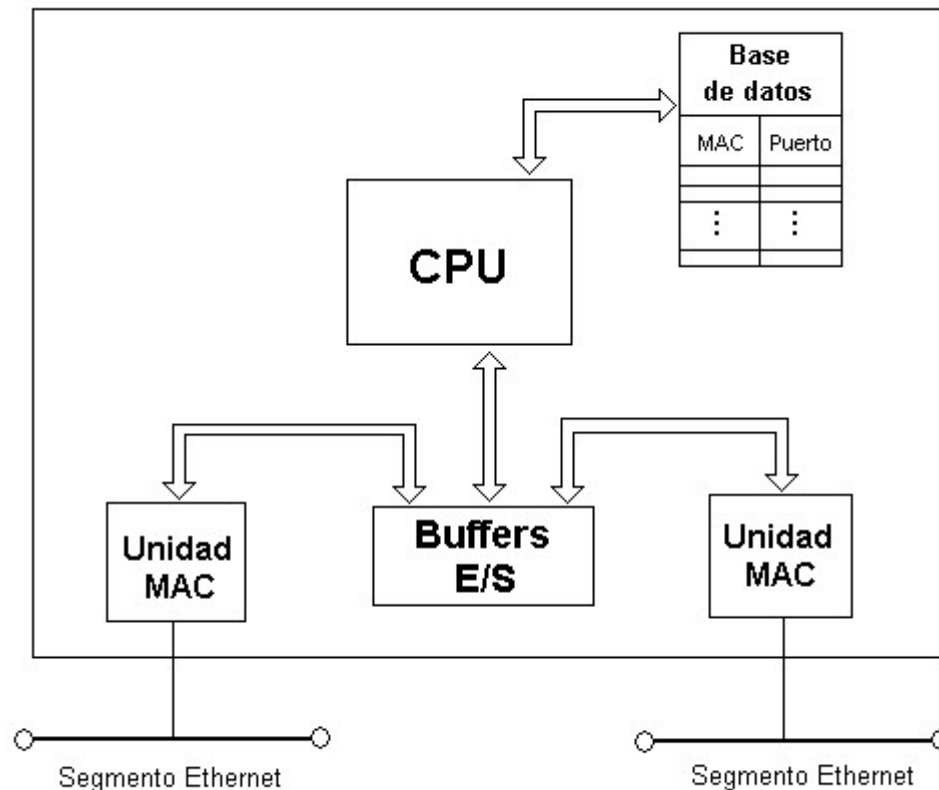 Base
de datos
MAC Puerto
⋮ ⋮
CPU
Unidad
MAC
Buffers
E/S
Unidad
MAC
Segmento Ethernet
Segmento Ethernet